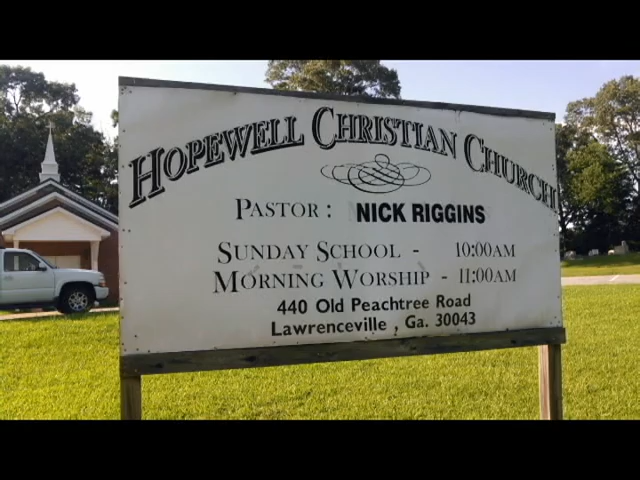 Hopewell Christian Church
Pastor : NICK RIGGINS
Sunday School - 10:00AM
Morning Worship - 11:00AM
440 Old Peachtree Road
Lawrenceville , Ga. 30043